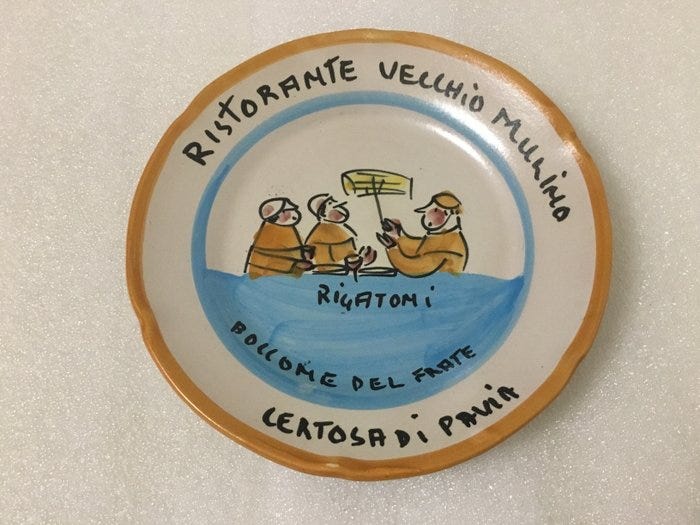 RISTORANTE VECCHIO MULINO
RIGATONI
BOCCONE DEL FRATE
CERTOSA DI PAVIA